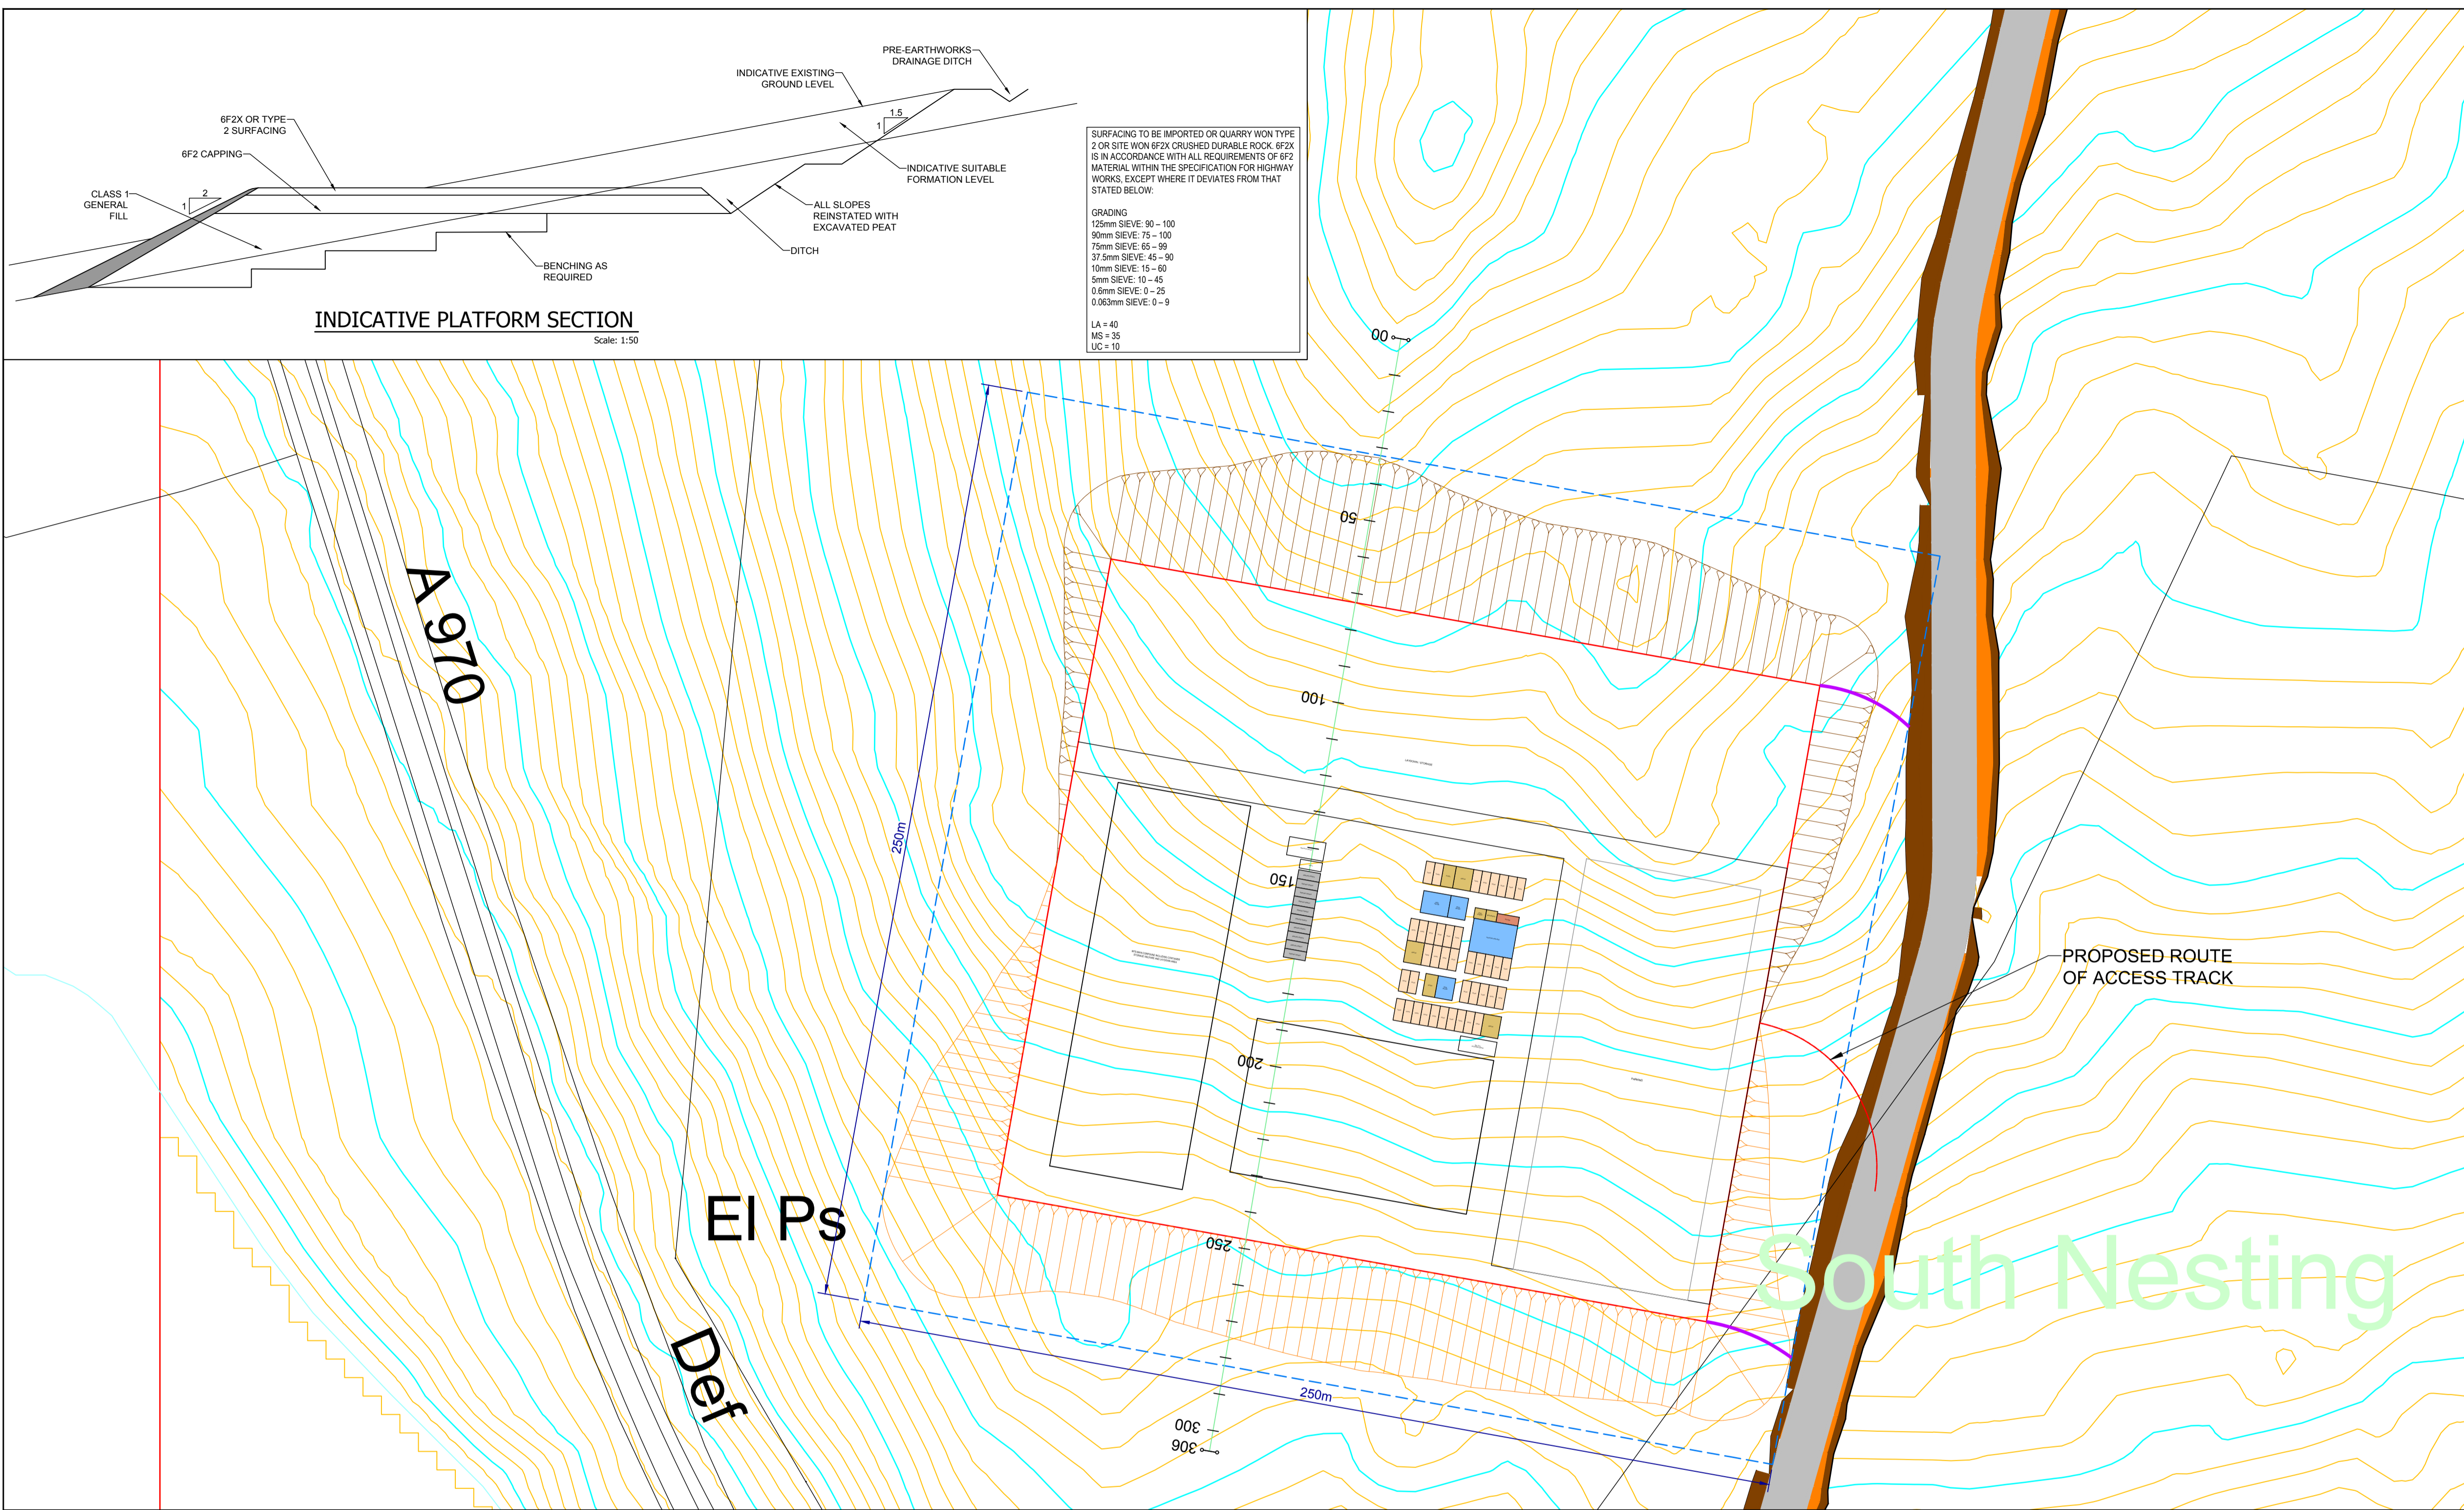 PRE-EARTHWORKS
DRAINAGE DITCH
INDICATIVE EXISTING
GROUND LEVEL
1.5
1
6F2X OR TYPE
2 SURFACING
6F2 CAPPING
INDICATIVE SUITABLE
FORMATION LEVEL
CLASS 1
GENERAL
FILL
2
1
ALL SLOPES
REINSTATED WITH
EXCAVATED PEAT
DITCH
BENCHING AS
REQUIRED
INDICATIVE PLATFORM SECTION
Scale: 1:50
SURFACING TO BE IMPORTED OR QUARRY WON TYPE
2 OR SITE WON 6F2X CRUSHED DURABLE ROCK. 6F2X
IS IN ACCORDANCE WITH ALL REQUIREMENTS OF 6F2
MATERIAL WITHIN THE SPECIFICATION FOR HIGHWAY
WORKS, EXCEPT WHERE IT DEVIATES FROM THAT
STATED BELOW:
GRADING
125mm SIEVE: 90 – 100
90mm SIEVE: 75 – 100
75mm SIEVE: 65 – 99
37.5mm SIEVE: 45 – 90
10mm SIEVE: 15 – 60
5mm SIEVE: 10 – 45
0.6mm SIEVE: 0 – 25
0.063mm SIEVE: 0 – 9
LA = 40
MS = 35
UC = 10
00
50
A 970
100
250m
150
PROPOSED ROUTE
OF ACCESS TRACK
200
El Ps
250
South Nesting
Def
250m
300
306